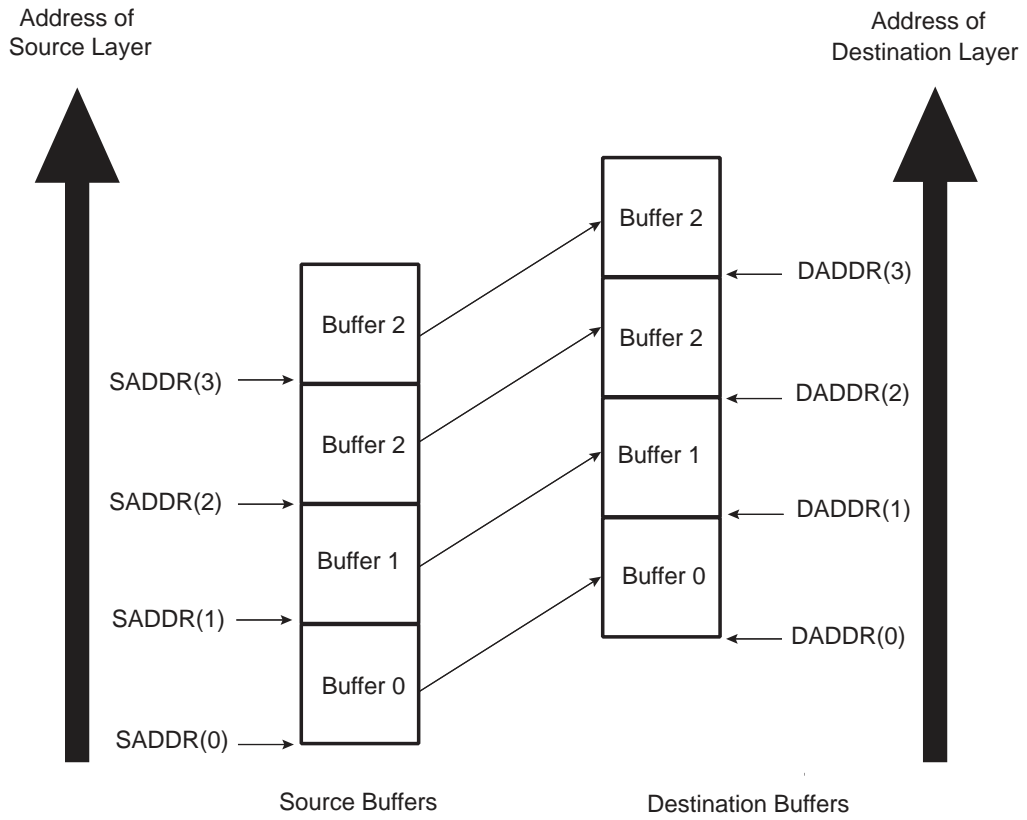 Address of
Source Layer
Address of
Destination Layer
Buffer 2
Buffer 2
DADDR(3)
Buffer 2
Buffer 2
SADDR(3)
DADDR(2)
Buffer 2
Buffer 1
SADDR(2)
DADDR(1)
Buffer 1
Buffer 0
SADDR(1)
DADDR(0)
Buffer 0
SADDR(0)
Source Buffers
Destination Buffers